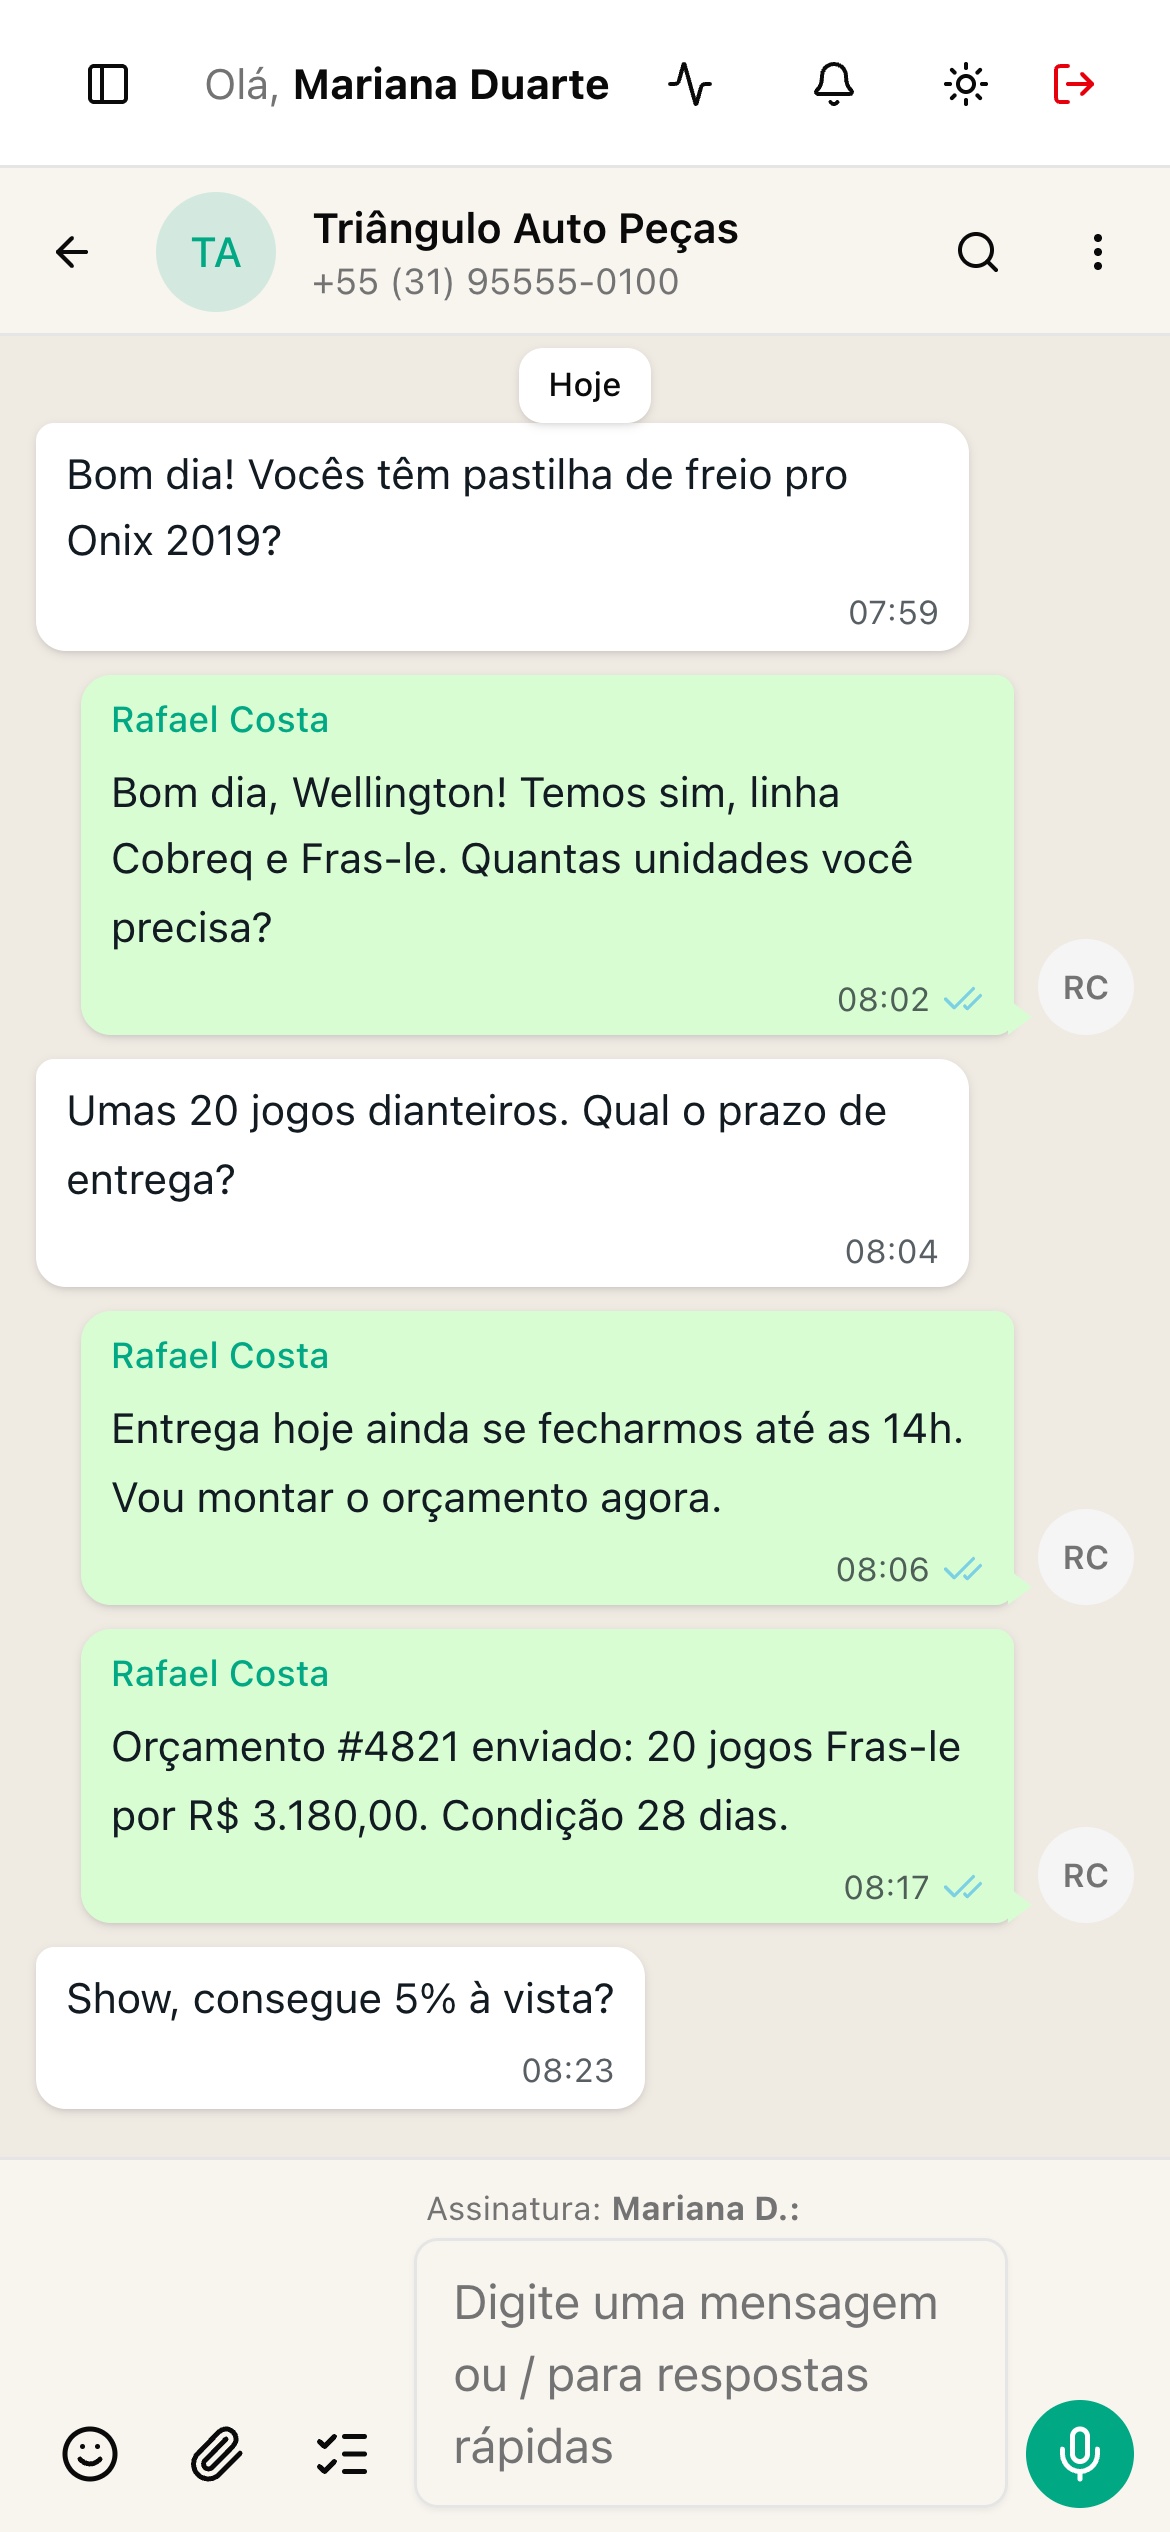 Olá, Mariana Duarte
TA
Triângulo Auto Peças
+55 (31) 95555-0100
Hoje
Bom dia! Vocês têm pastilha de freio pro
Onix 2019?
07:59
Rafael Costa
Bom dia, Wellington! Temos sim, linha
Cobreq e Fras-le. Quantas unidades você
precisa?
08:02
RC
Umas 20 jogos dianteiros. Qual o prazo de
entrega?
08:04
Rafael Costa
Entrega hoje ainda se fecharmos até as 14h.
Vou montar o orçamento agora.
08:06
RC
Rafael Costa
Orçamento #4821 enviado: 20 jogos Fras-le
por R$ 3.180,00. Condição 28 dias.
08:17
RC
Show, consegue 5% à vista?
08:23
Assinatura: Mariana D.:
Digite uma mensagem
ou / para respostas
rápidas